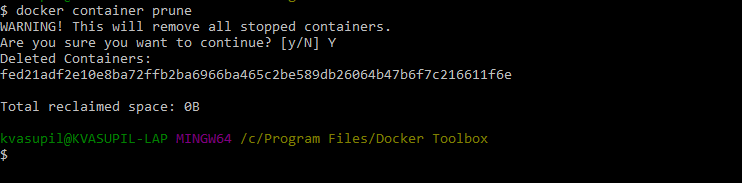 $ docker container prune
WARNING! This will remove all stopped containers.
Are you sure you want to continue? [y/N] Y
Deleted Containers:
fed21adf2e10e8ba72ffb2ba6966ba465c2be589db26064b47b6f7c216611f6e
Total reclaimed space: 0B
kvasupil@KVASUPIL-LAP MINGW64 /c/Program Files/Docker Toolbox
$